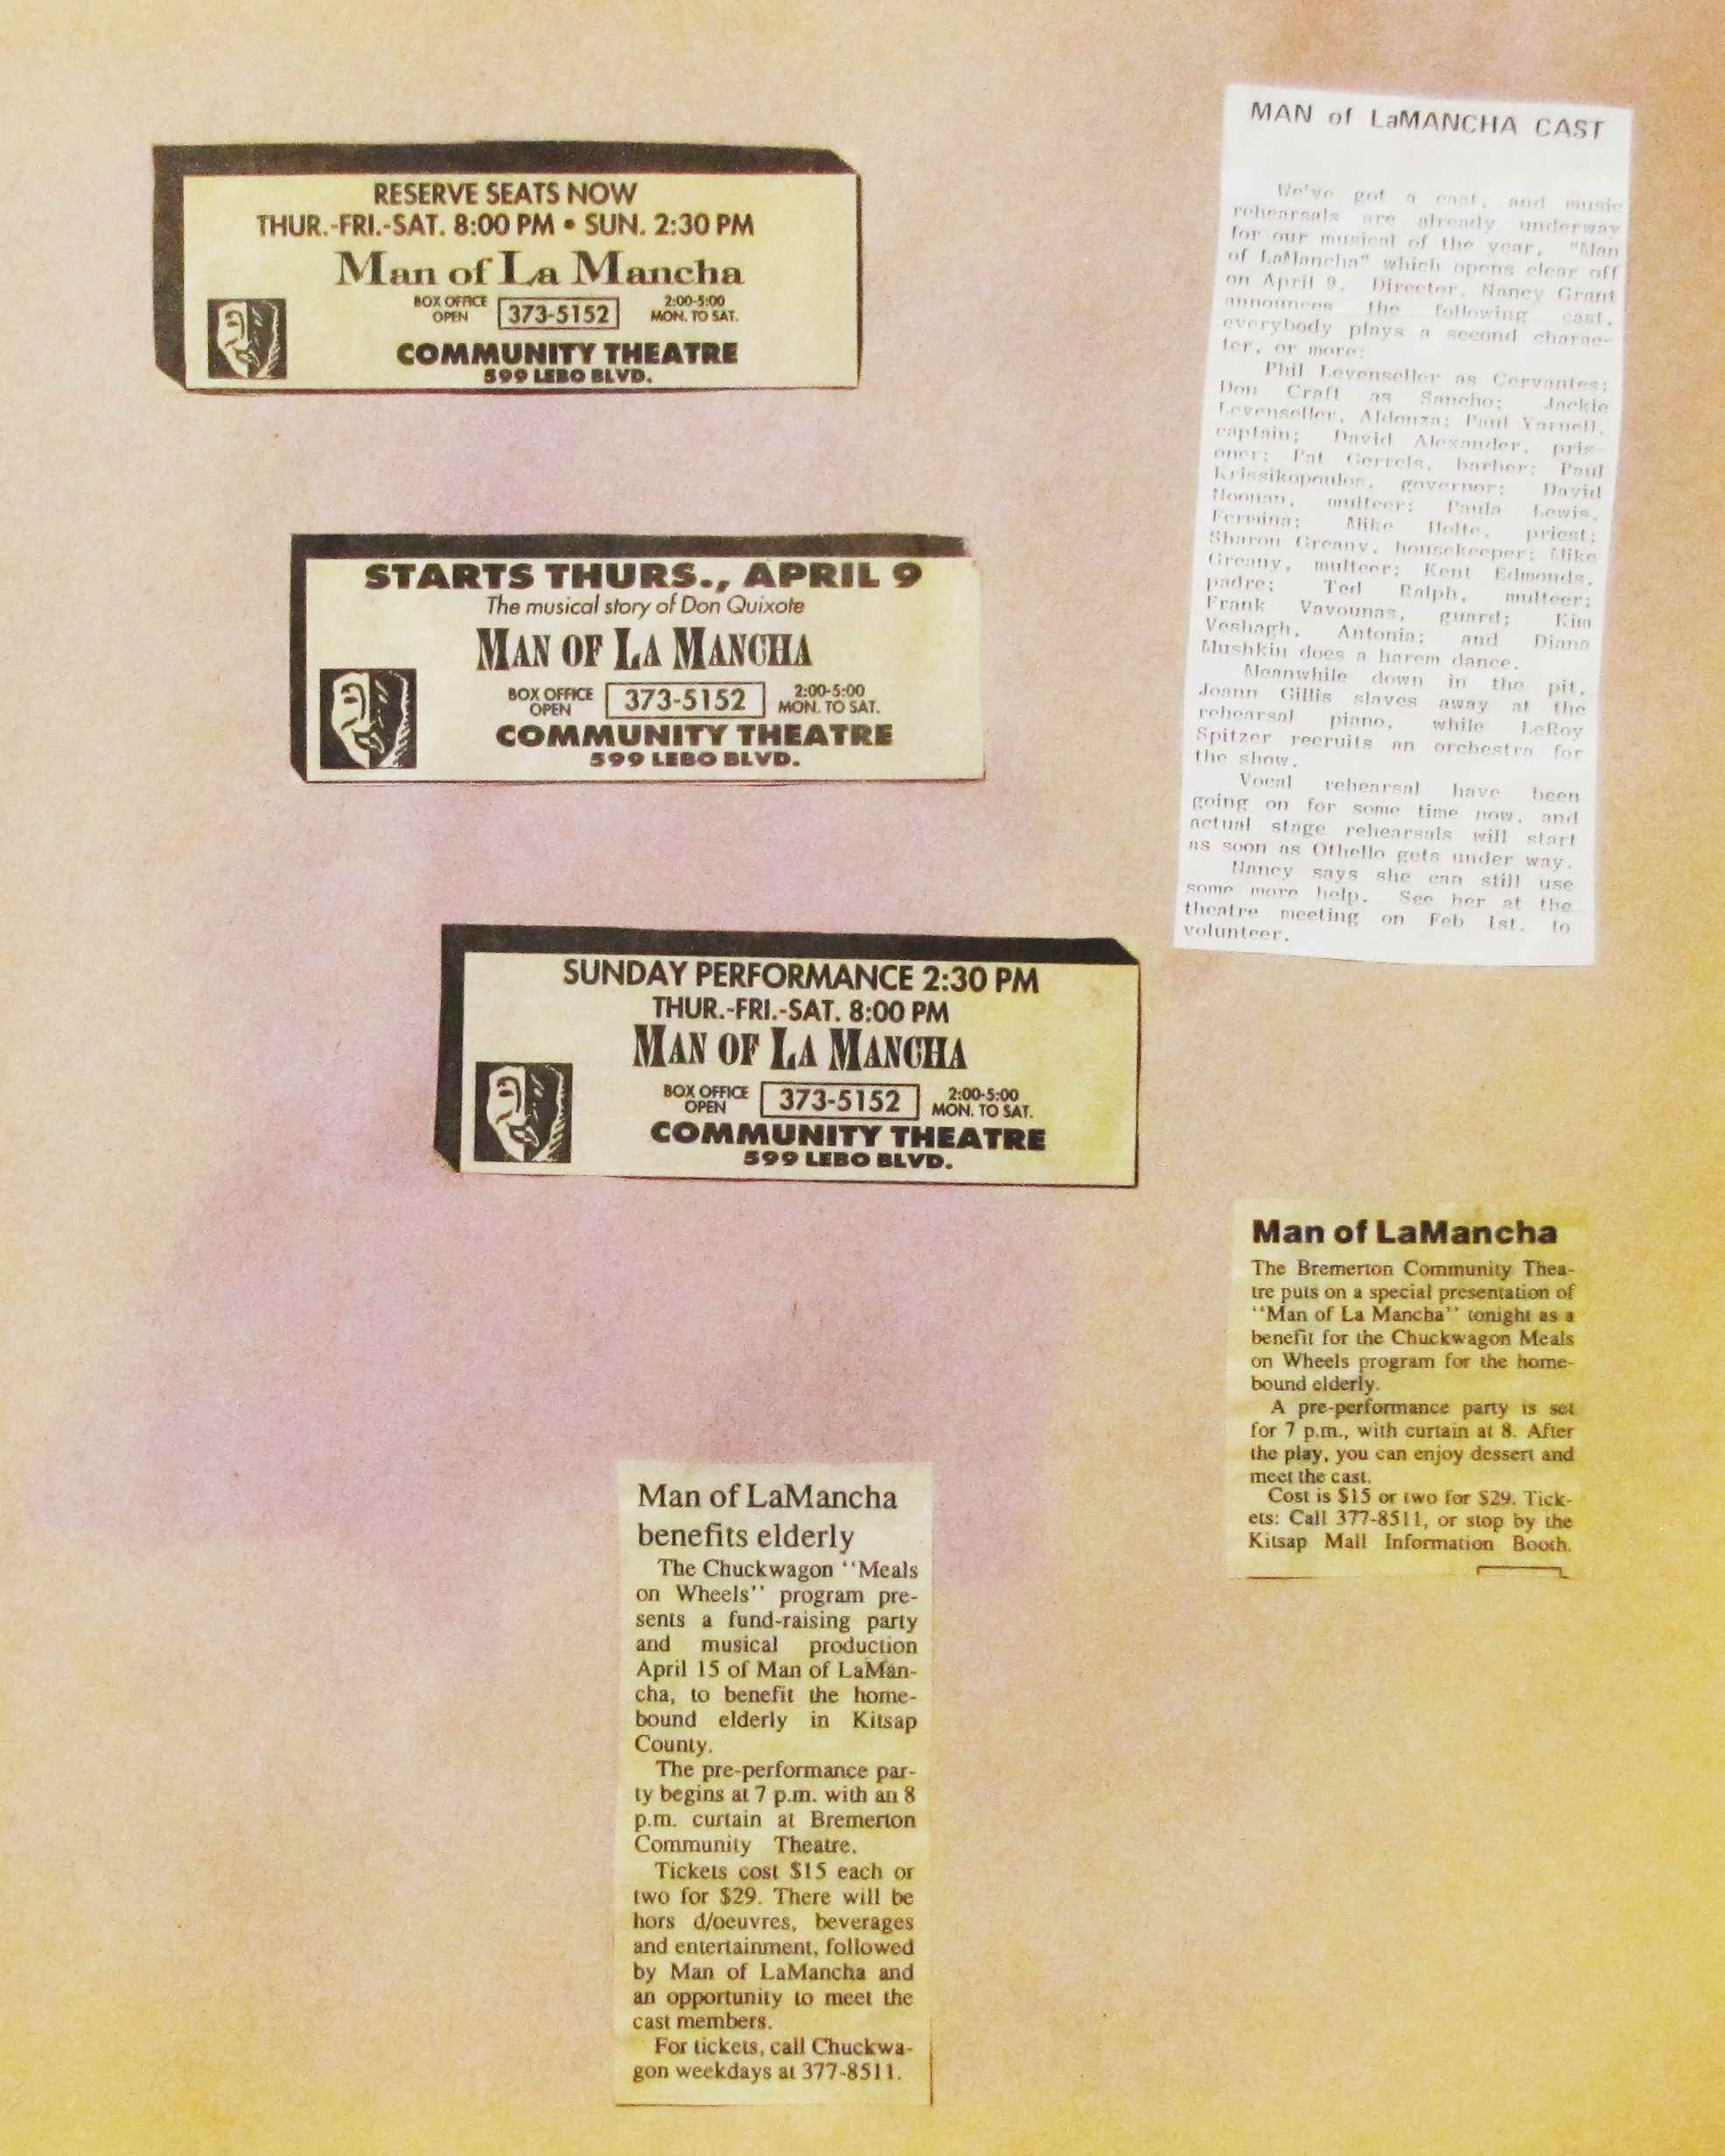 RESERVE SEATS NOW
THUR.-FRI.-SAT. 8:00 PM • SUN. 2:30 PM
Man of La Mancha
BOX OFFICE OPEN 373-5152 2:00-5:00 MON. TO SAT.
COMMUNITY THEATRE
599 LEBO BLVD.
STARTS THURS., APRIL 9
The musical story of Don Quixote
MAN OF LA MANCHA
BOX OFFICE OPEN 373-5152 2:00-5:00 MON. TO SAT.
COMMUNITY THEATRE
599 LEBO BLVD.
SUNDAY PERFORMANCE 2:30 PM
THUR.-FRI.-SAT. 8:00 PM
MAN OF LA MANCHA
BOX OFFICE OPEN 373-5152 2:00-5:00 MON. TO SAT.
COMMUNITY THEATRE
599 LEBO BLVD.
MAN of LaMANCHA CAST
We've got a cast, and music
rehearsals are already underway
for our musical of the year, "Man
of LaMancha" which opens clear off
on April 9. Director, Nancy Grant
announces the following cast,
everybody plays a second charac-
ter, or more:
Phil Levenseller as Cervantes;
Don Craft as Sancho; Jackie
Levenseller, Aldonza; Paul Yarnell,
captain; David Alexander, pris-
oner; Pat Gerrels, barber; Paul
Krissikopoulos, governor; David
Noonan, multeer; Paula Lewis,
Fermina; Mike Holte, priest;
Sharon Greany, housekeeper; Mike
Greany, multeer; Kent Edmonds,
padre; Ted Ralph, multeer;
Frank Vavounas, guard; Kim
Veshagh, Antonia; and Diana
Mushkin does a harem dance.
Meanwhile down in the pit,
Joann Gillis slaves away at the
rehearsal piano, while LeRoy
Spitzer recruits an orchestra for
the show.
Vocal rehearsal have been
going on for some time now, and
actual stage rehearsals will start
as soon as Othello gets under way.
Nancy says she can still use
some more help. See her at the
theatre meeting on Feb 1st. to
volunteer.
Man of LaMancha
The Bremerton Community Thea-
tre puts on a special presentation of
''Man of La Mancha'' tonight as a
benefit for the Chuckwagon Meals
on Wheels program for the home-
bound elderly.
A pre-performance party is set
for 7 p.m., with curtain at 8. After
the play, you can enjoy dessert and
meet the cast.
Cost is $15 or two for $29. Tick-
ets: Call 377-8511, or stop by the
Kitsap Mall Information Booth.
Man of LaMancha
benefits elderly
The Chuckwagon ''Meals
on Wheels'' program pre-
sents a fund-raising party
and musical production
April 15 of Man of LaMan-
cha, to benefit the home-
bound elderly in Kitsap
County.
The pre-performance par-
ty begins at 7 p.m. with an 8
p.m. curtain at Bremerton
Community Theatre.
Tickets cost $15 each or
two for $29. There will be
hors d/oeuvres, beverages
and entertainment, followed
by Man of LaMancha and
an opportunity to meet the
cast members.
For tickets, call Chuckwa-
gon weekdays at 377-8511.